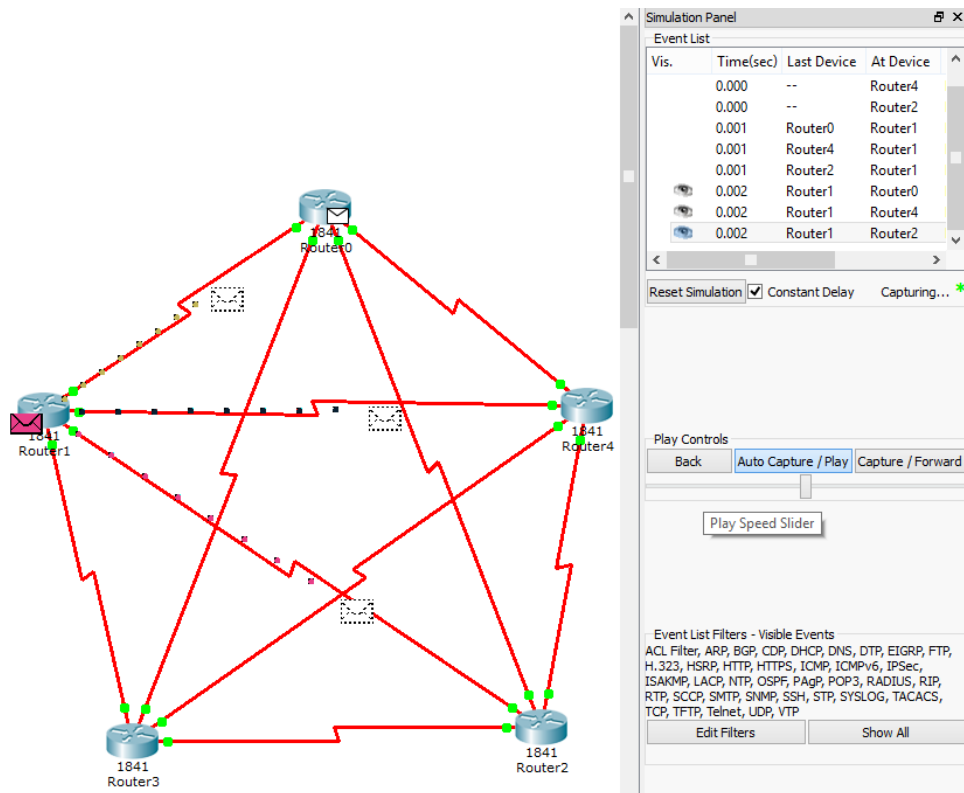 Simulation Panel
Event List
Vis. Time(sec) Last Device At Device
0.000 -- Router4
0.000 -- Router2
0.001 Router0 Router1
0.001 Router4 Router1
0.001 Router2 Router1
0.002 Router1 Router0
0.002 Router1 Router4
0.002 Router1 Router2
Reset Simulation Constant Delay Capturing... *
Play Controls
Back Auto Capture / Play Capture / Forward
Play Speed Slider
Event List Filters - Visible Events
ACL Filter, ARP, BGP, CDP, DHCP, DNS, DTP, EIGRP, FTP,
H.323, HSRP, HTTP, HTTPS, ICMP, ICMPv6, IPSec,
ISAKMP, LACP, NTP, OSPF, PAgP, POP3, RADIUS, RIP,
RTP, SCCP, SMTP, SNMP, SSH, STP, SYSLOG, TACACS,
TCP, TFTP, Telnet, UDP, VTP
Edit Filters Show All
1841
Router0
1841
Router1
1841
Router4
1841
Router3
1841
Router2